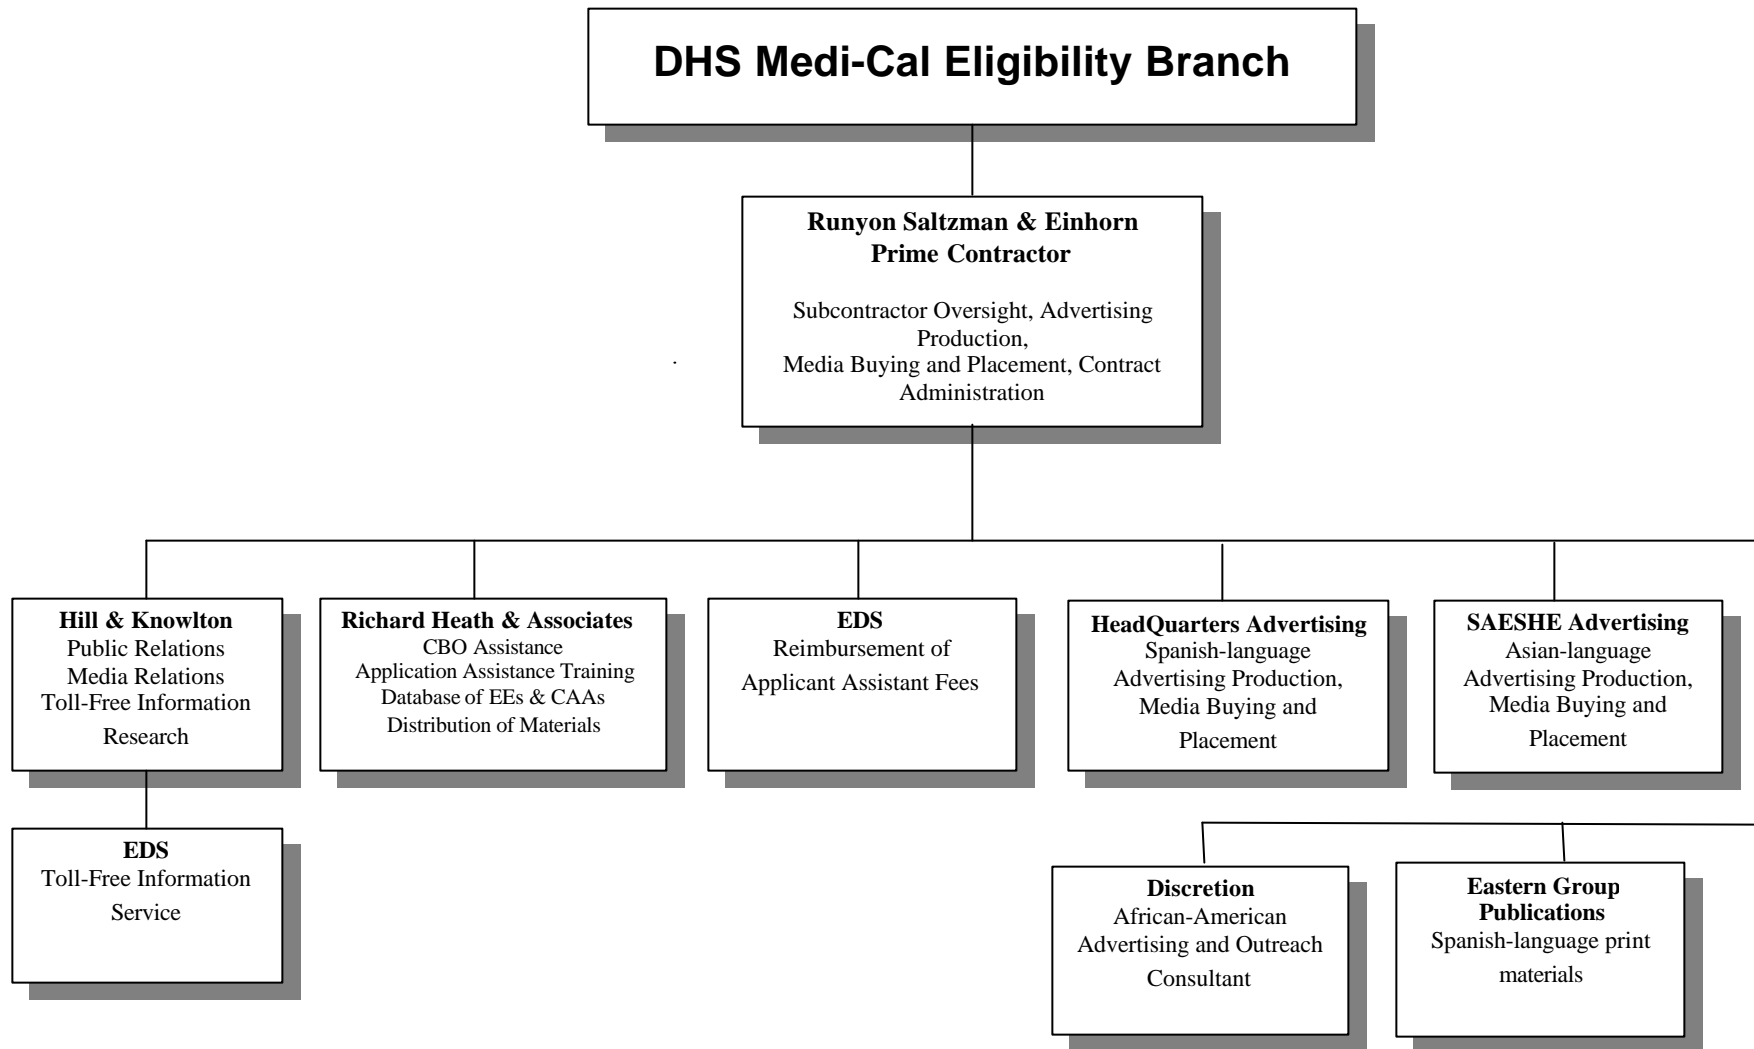 DHS Medi-Cal Eligibility Branch
Runyon Saltzman & Einhorn
Prime Contractor
Subcontractor Oversight, Advertising
Production,
Media Buying and Placement, Contract
Administration
Hill & Knowlton
Public Relations
Media Relations
Toll-Free Information
Research
Richard Heath & Associates
CBO Assistance
Application Assistance Training
Database of EEs & CAAs
Distribution of Materials
EDS
Reimbursement of
Applicant Assistant Fees
HeadQuarters Advertising
Spanish-language
Advertising Production,
Media Buying and
Placement
SAESHE Advertising
Asian-language
Advertising Production,
Media Buying and
Placement
EDS
Toll-Free Information
Service
Discretion
African-American
Advertising and Outreach
Consultant
Eastern Group
Publications
Spanish-language print
materials